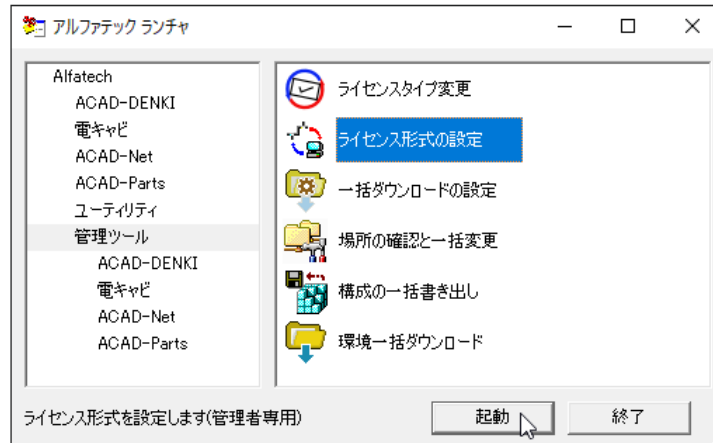 アルファテック ランチャ
Alfatech
ACAD-DENKI
電キャビ
ACAD-Net
ACAD-Parts
ユーティリティ
管理ツール
ACAD-DENKI
電キャビ
ACAD-Net
ACAD-Parts
ライセンスタイプ変更
ライセンス形式の設定
一括ダウンロードの設定
場所の確認と一括変更
構成の一括書き出し
環境一括ダウンロード
ライセンス形式を設定します(管理者専用)
起動
終了